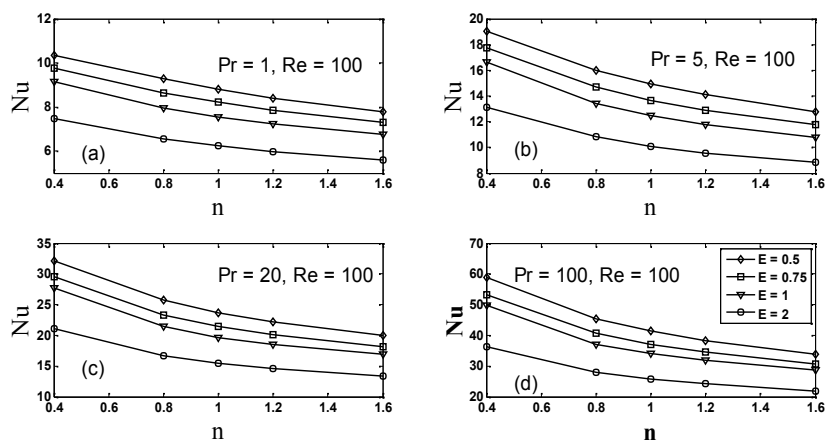 12
10
8
6
Nu
Pr = 1, Re = 100
(a)
0.4 0.6 0.8 1 1.2 1.4 1.6
n
20
18
16
14
12
10
8
Nu
Pr = 5, Re = 100
(b)
0.4 0.6 0.8 1 1.2 1.4 1.6
n
35
30
25
20
15
10
Nu
Pr = 20, Re = 100
(c)
0.4 0.6 0.8 1 1.2 1.4 1.6
n
70
60
50
40
30
20
Nu
Pr = 100, Re = 100
E = 0.5
E = 0.75
E = 1
E = 2
(d)
0.4 0.6 0.8 1 1.2 1.4 1.6
n